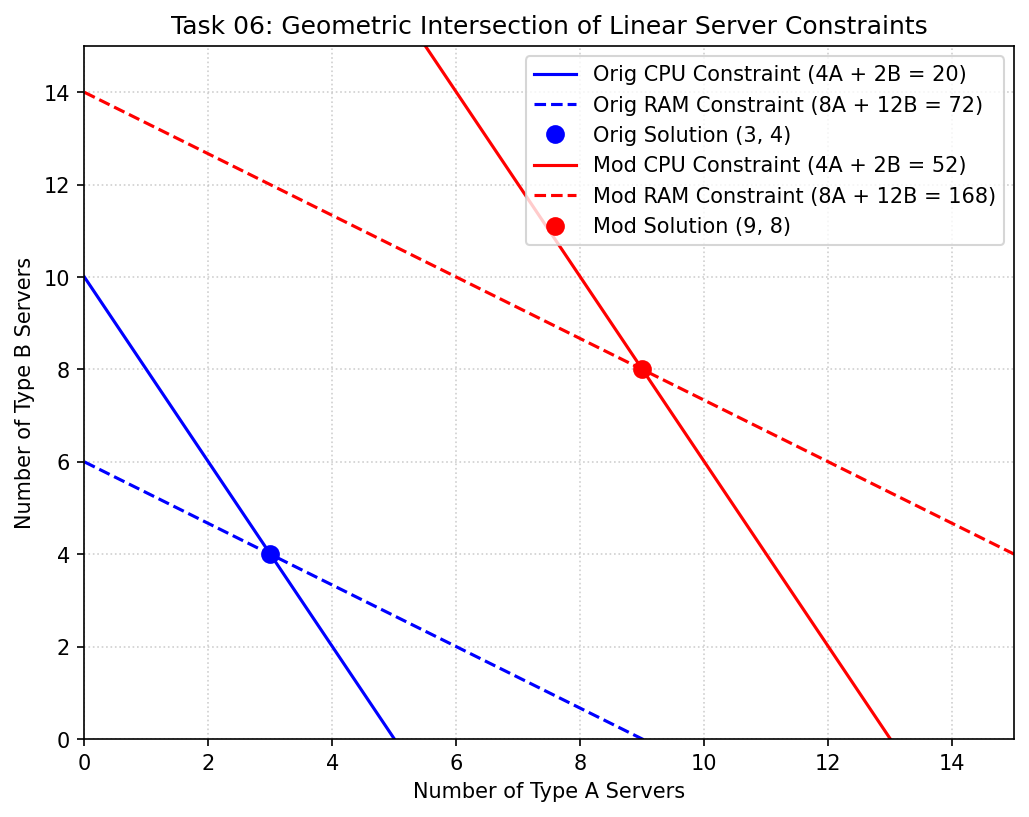 Task 06: Geometric Intersection of Linear Server Constraints
Orig CPU Constraint (4A + 2B = 20)
Orig RAM Constraint (8A + 12B = 72)
Orig Solution (3, 4)
Mod CPU Constraint (4A + 2B = 52)
Mod RAM Constraint (8A + 12B = 168)
Mod Solution (9, 8)
Number of Type B Servers
14
12
10
8
6
4
2
0
0 2 4 6 8 10 12 14
Number of Type A Servers